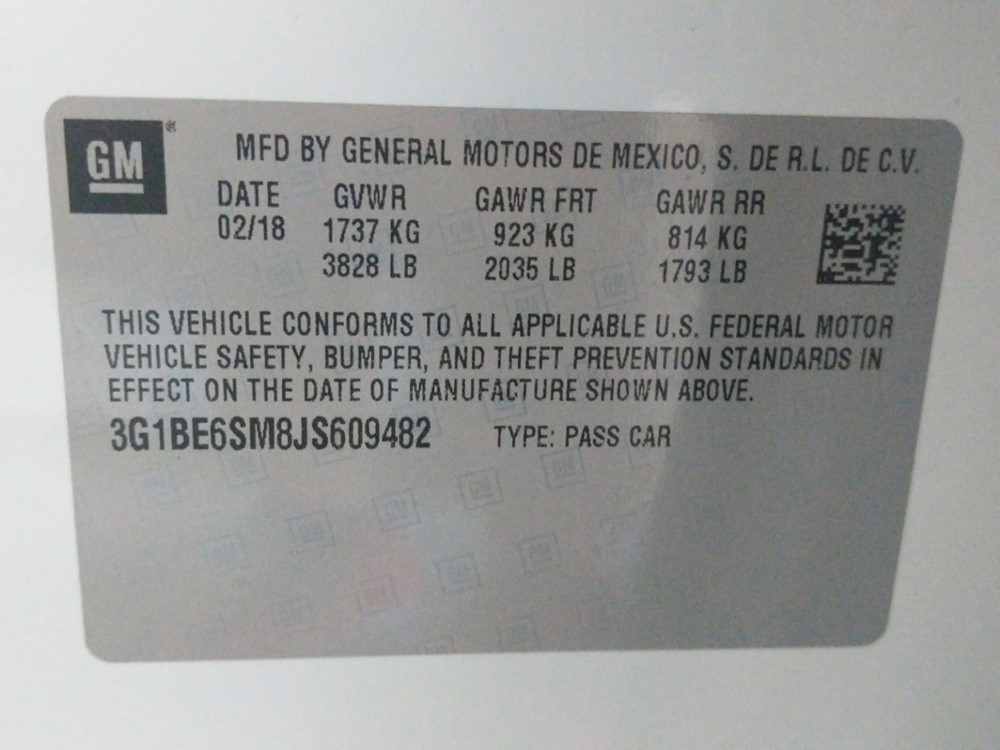 GM
MFD BY GENERAL MOTORS DE MEXICO, S. DE R.L. DE C.V.
DATE GVWR GAWR FRT GAWR RR
02/18 1737 KG 923 KG 814 KG
3828 LB 2035 LB 1793 LB
THIS VEHICLE CONFORMS TO ALL APPLICABLE U.S. FEDERAL MOTOR
VEHICLE SAFETY, BUMPER, AND THEFT PREVENTION STANDARDS IN
EFFECT ON THE DATE OF MANUFACTURE SHOWN ABOVE.
3G1BE6SM8JS609482 TYPE: PASS CAR